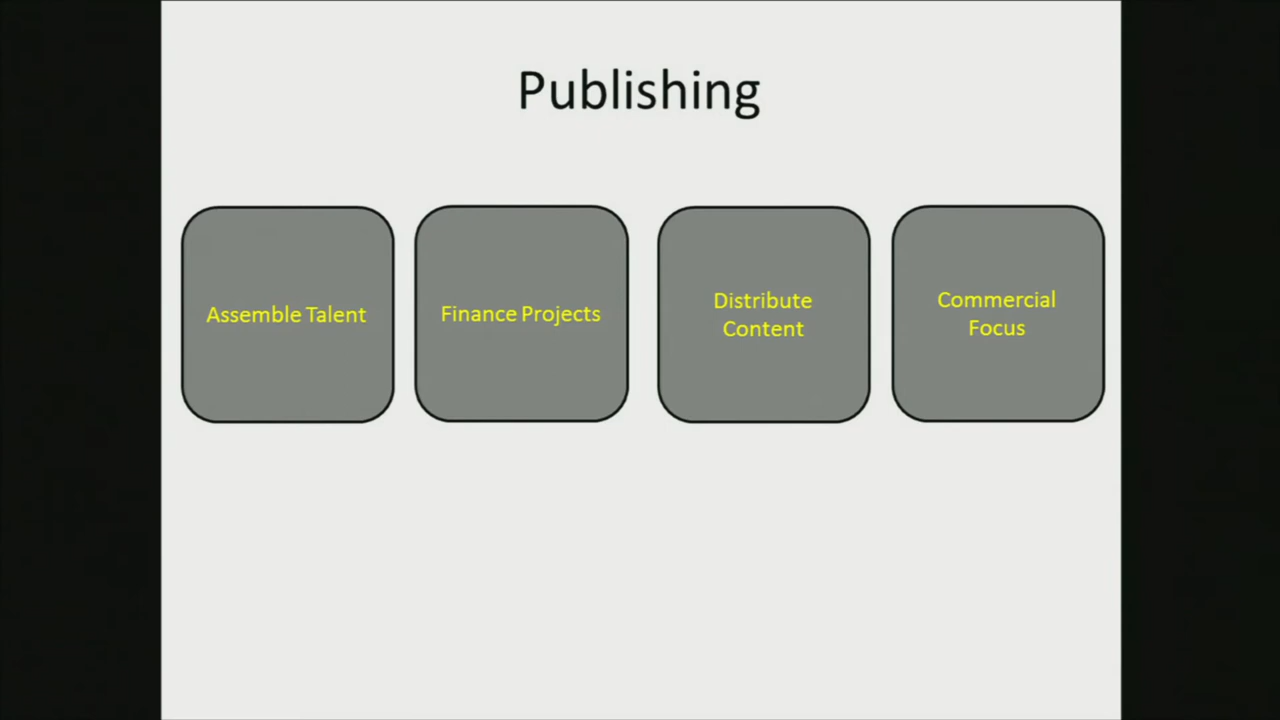 Publishing
Assemble Talent
Finance Projects
Distribute
Content
Commercial
Focus